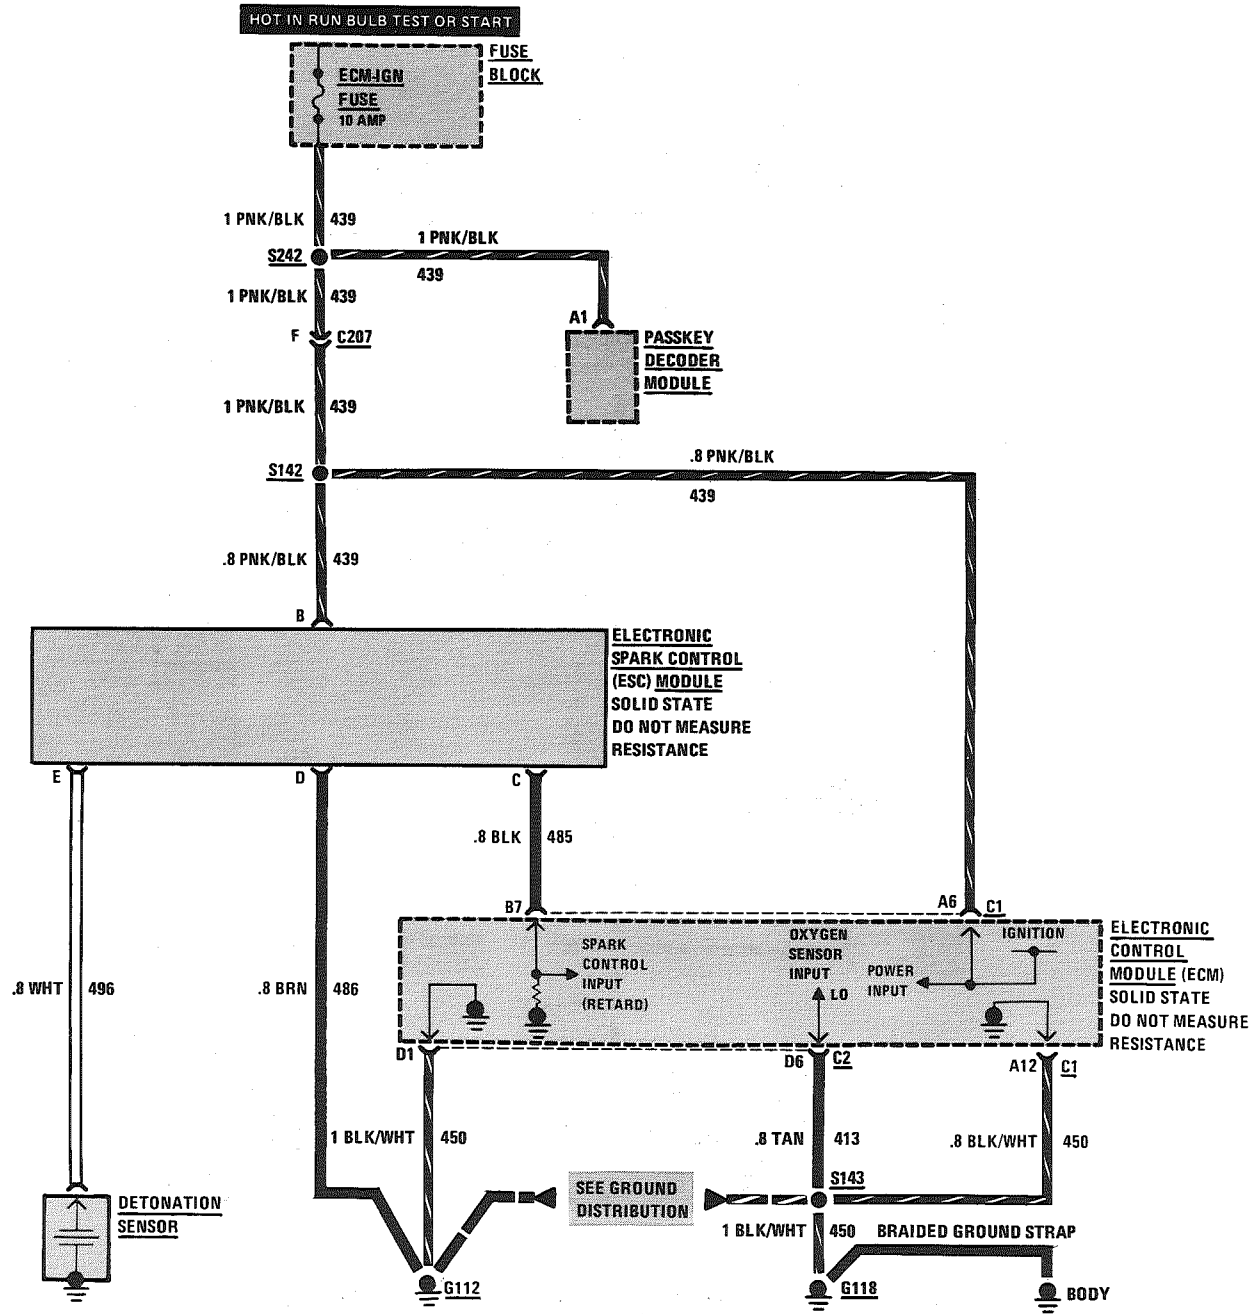 HOT IN RUN BULB TEST OR START
FUSE
BLOCK
ECM-IGN
FUSE
10 AMP
1 PNK/BLK 439
S242
1 PNK/BLK
439
1 PNK/BLK 439
F C207
A1
PASSKEY
DECODER
MODULE
1 PNK/BLK 439
S142
.8 PNK/BLK
439
.8 PNK/BLK 439
B
ELECTRONIC
SPARK CONTROL
(ESC) MODULE
SOLID STATE
DO NOT MEASURE
RESISTANCE
E D C
.8 BLK 485
B7 A6 C1
ELECTRONIC
CONTROL
MODULE (ECM)
SOLID STATE
DO NOT MEASURE
RESISTANCE
SPARK
CONTROL
INPUT
(RETARD)
OXYGEN
SENSOR
INPUT
LO
POWER
INPUT
IGNITION
.8 WHT 496
.8 BRN 486
D1 D6 C2 A12 C1
1 BLK/WHT 450
.8 TAN 413
.8 BLK/WHT 450
S143
SEE GROUND
DISTRIBUTION
DETONATION
SENSOR
1 BLK/WHT 450
BRAIDED GROUND STRAP
G112
G118
BODY